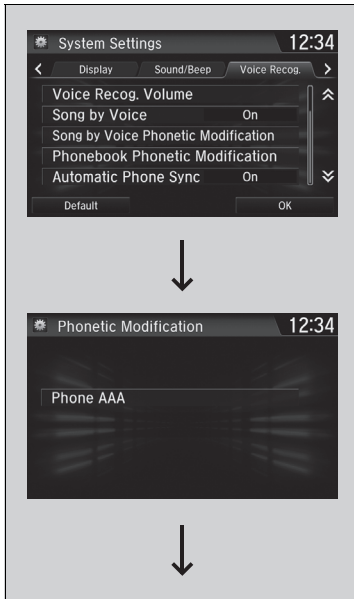 System Settings 12:34
Display Sound/Beep Voice Recog.
Voice Recog. Volume
Song by Voice On
Song by Voice Phonetic Modification
Phonebook Phonetic Modification
Automatic Phone Sync On
Default OK
Phonetic Modification 12:34
Phone AAA